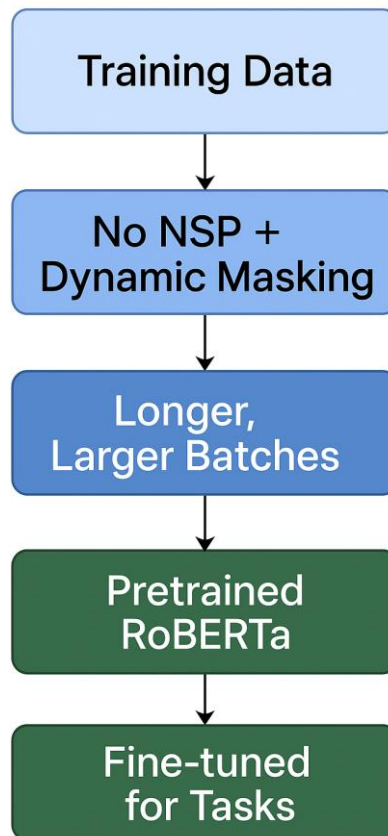 Training Data
No NSP +
Dynamic Masking
Longer,
Larger Batches
Pretrained
RoBERTa
Fine-tuned
for Tasks